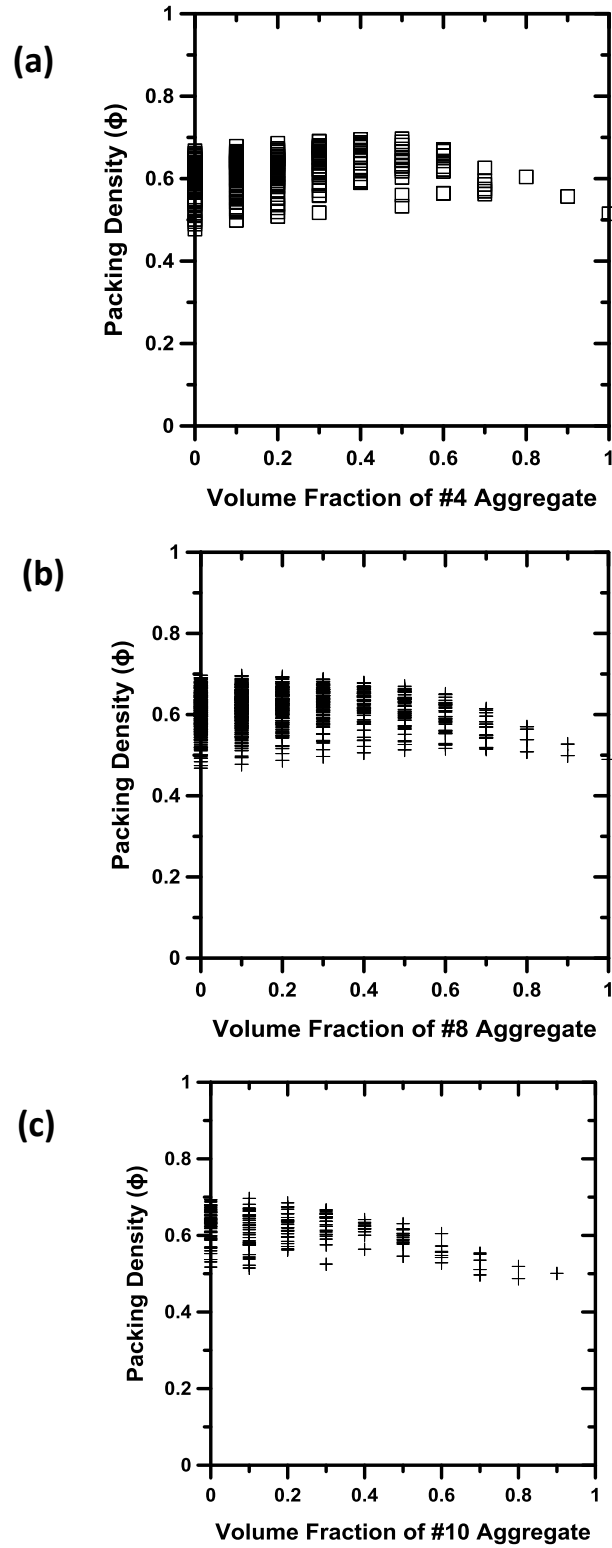 (a)
1
0.8
0.6
0.4
0.2
0
Packing Density (ϕ)
0 0.2 0.4 0.6 0.8 1
Volume Fraction of #4 Aggregate
(b)
1
0.8
0.6
0.4
0.2
0
Packing Density (ϕ)
0 0.2 0.4 0.6 0.8 1
Volume Fraction of #8 Aggregate
(c)
1
0.8
0.6
0.4
0.2
0
Packing Density (ϕ)
0 0.2 0.4 0.6 0.8 1
Volume Fraction of #10 Aggregate